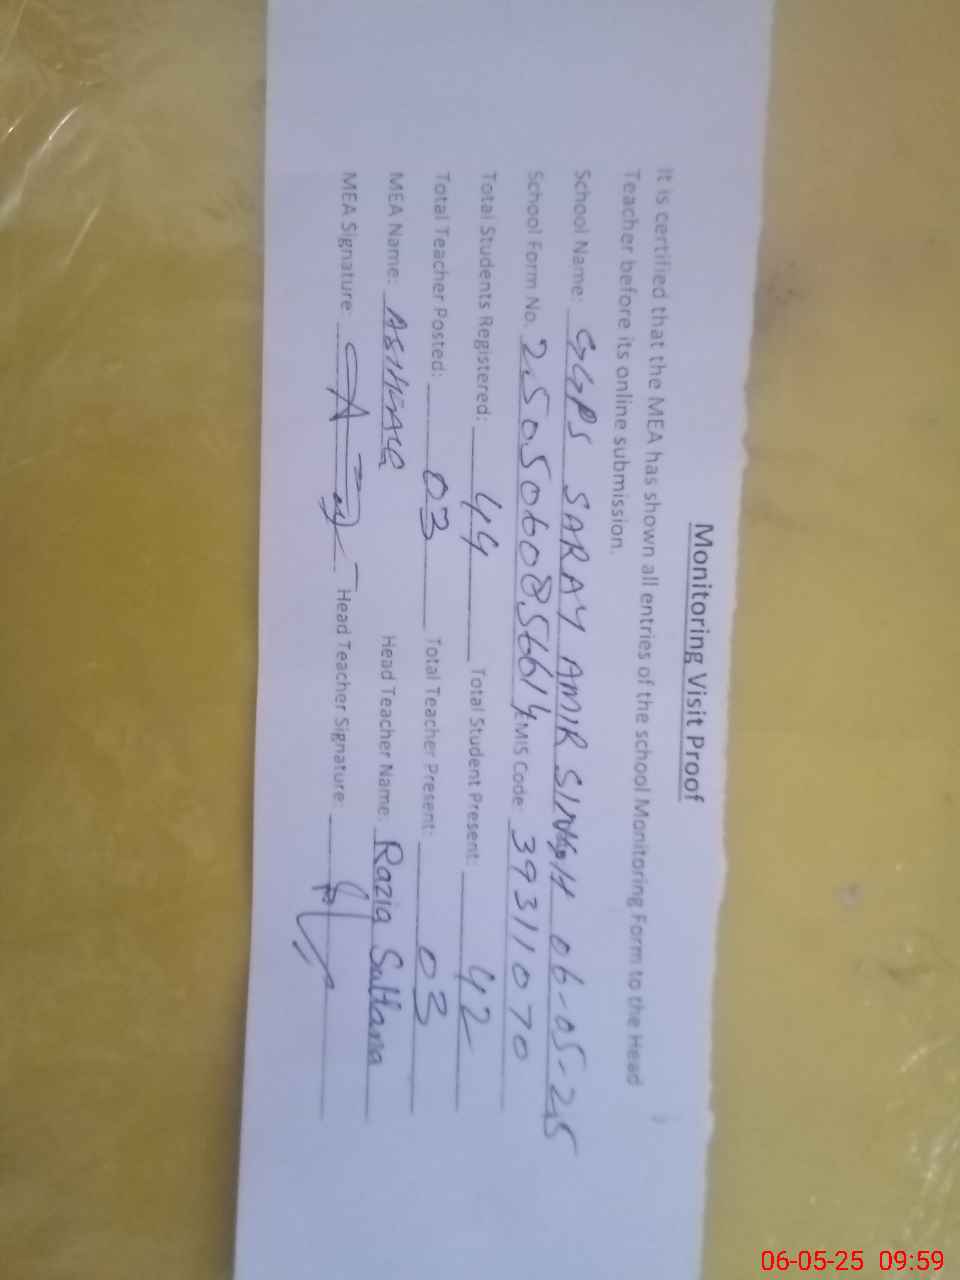 Monitoring Visit Proof
It is certified that the MEA has shown all entries of the school Monitoring Form to the Head
Teacher before its online submission.
School Name: GGPS SARAY AMIR SINGH 06-05-25
School Form No. 2505060856614 EMIS Code: 39311070
Total Students Registered: 44 Total Student Present: 42
Total Teacher Posted: 03 Total Teacher Present: 03
MEA Name: Head Teacher Name: Razia Sultana
MEA Signature: Head Teacher Signature:
06-05-25 09:59